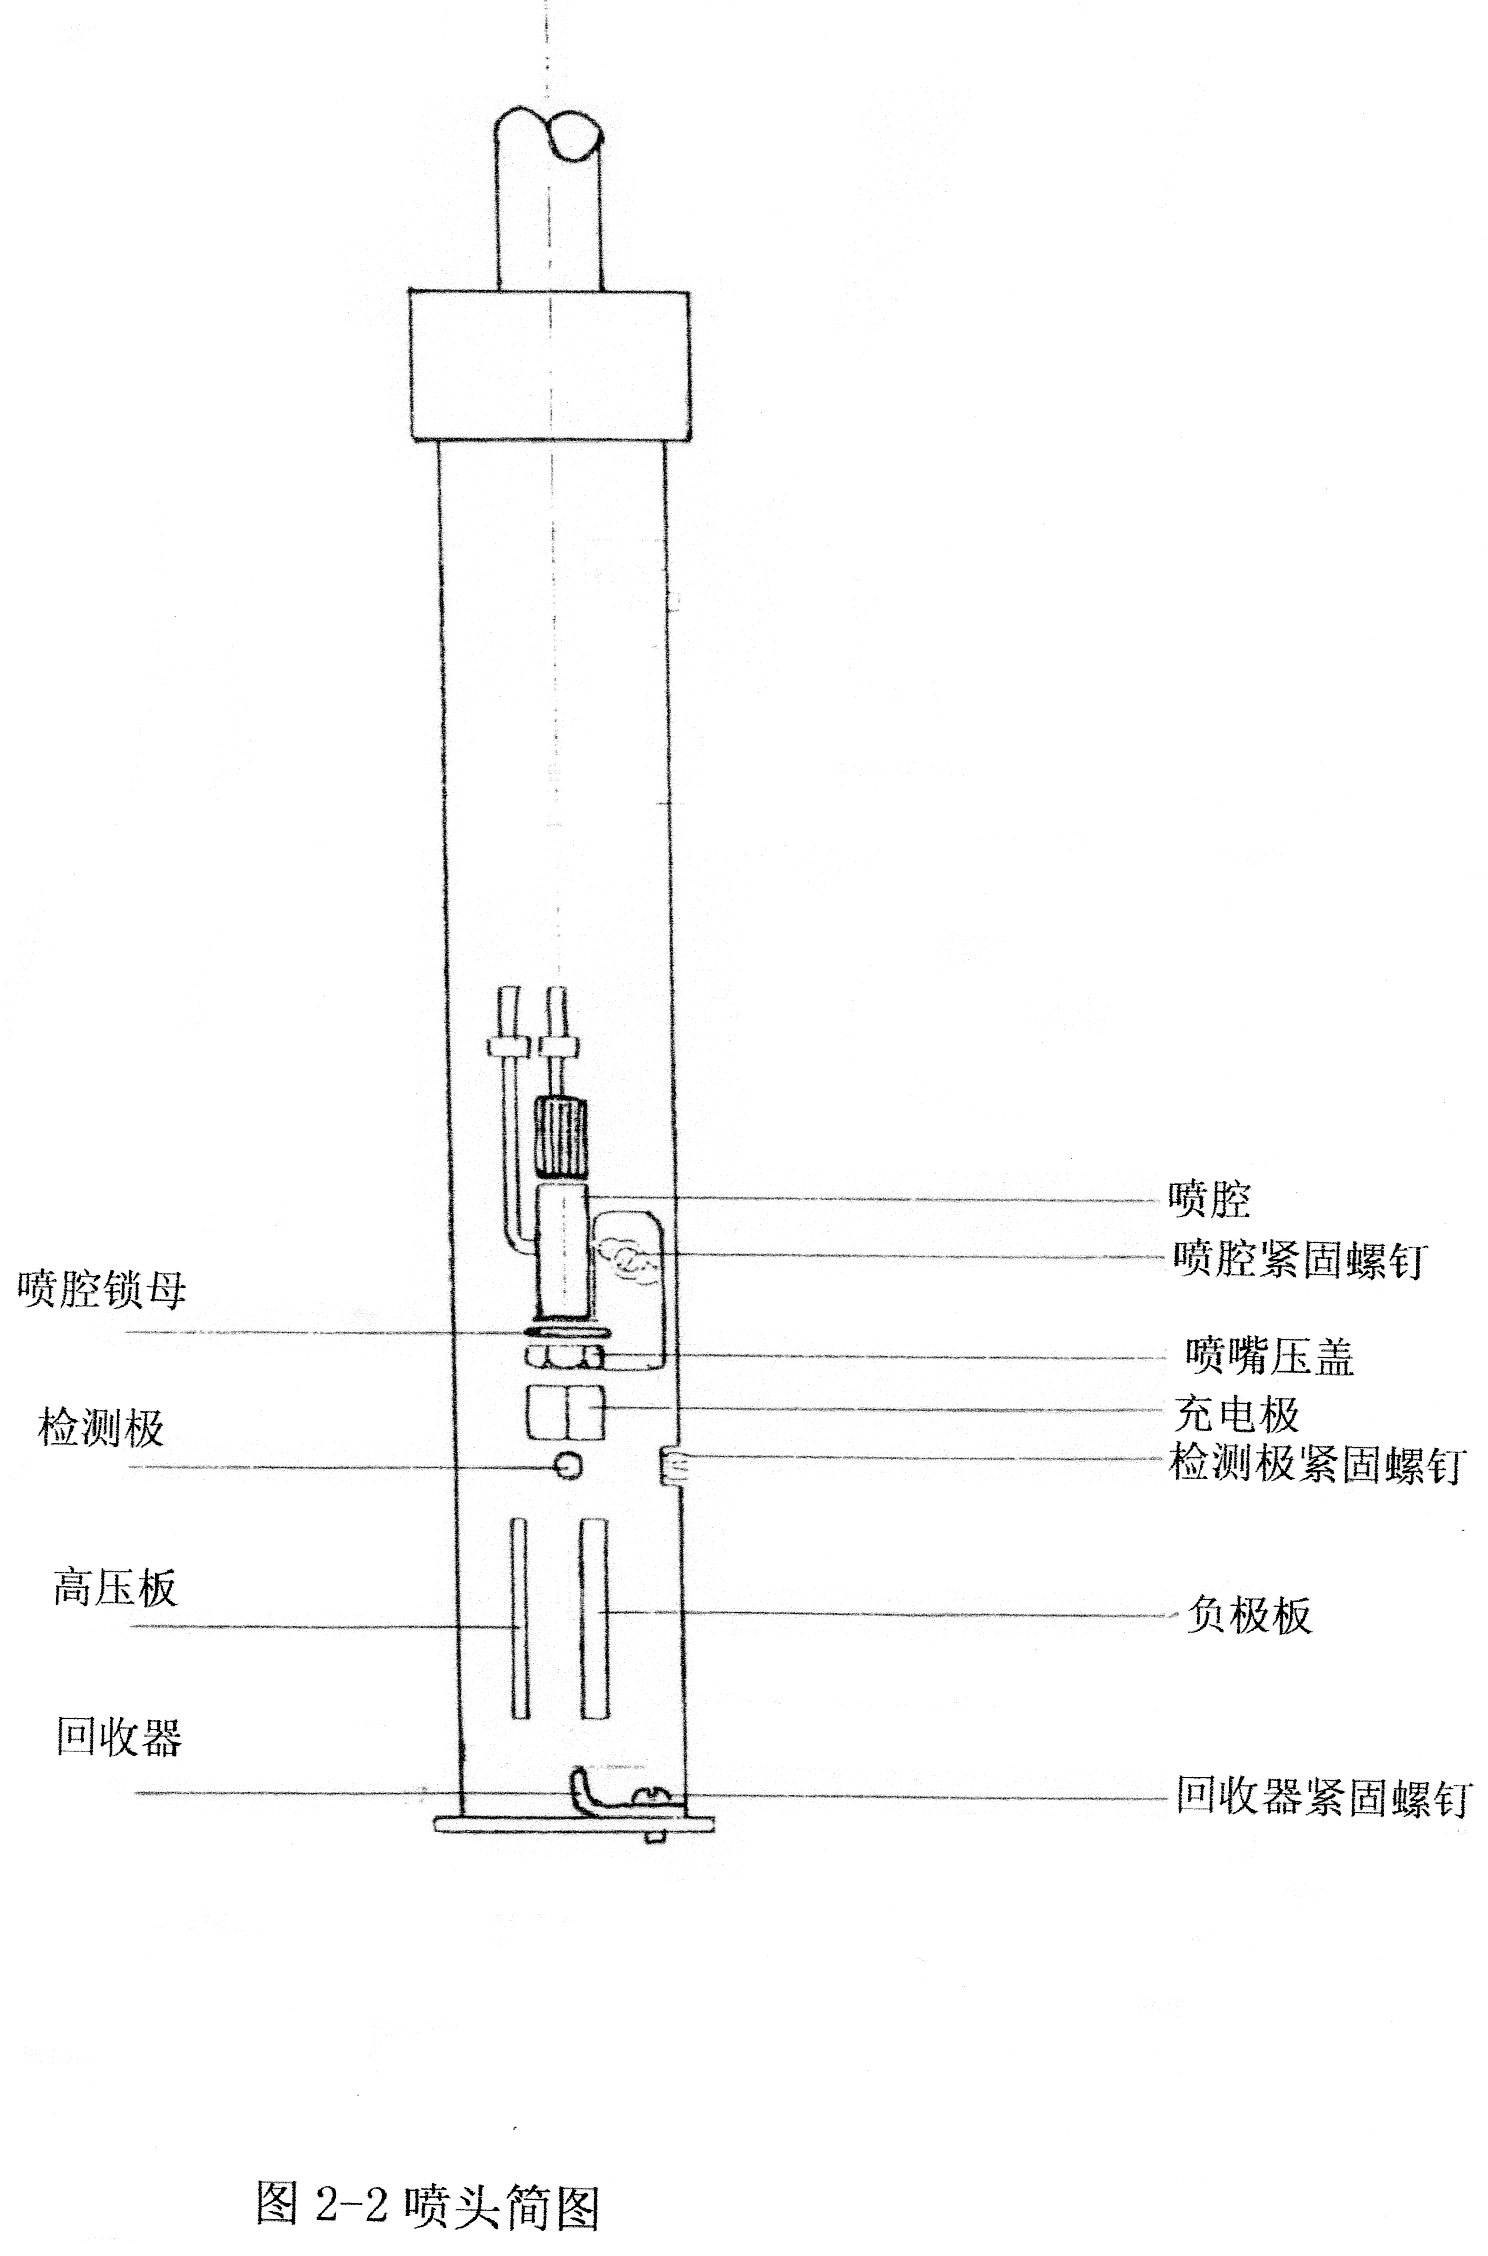 喷腔
喷腔紧固螺钉
喷腔锁母
喷嘴压盖
充电极
检测极
检测极紧固螺钉
高压板
负极板
回收器
回收器紧固螺钉
图 2-2 喷头简图